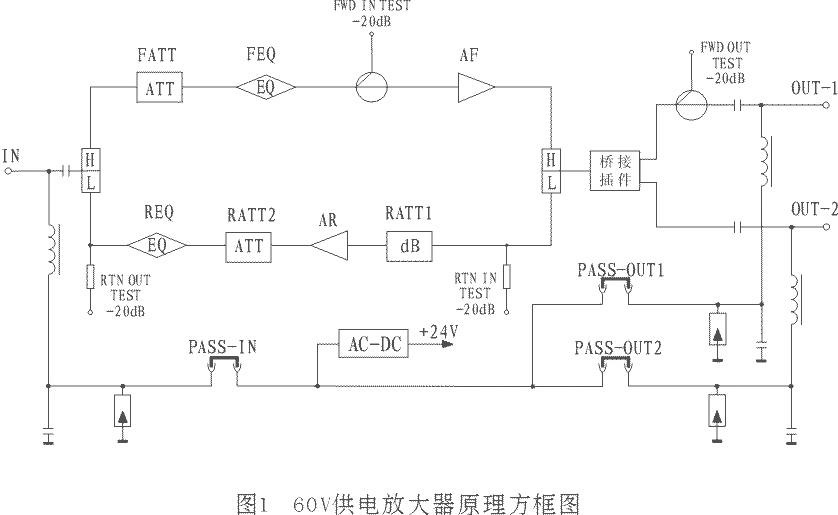 FWD IN TEST
-20dB
FATT
FEQ
AF
ATT
EQ
FWD OUT
TEST
-20dB
OUT-1
IN
H
L
H
L
桥接
插件
REQ
RATT2
AR
RATT1
EQ
ATT
dB
OUT-2
RTN OUT
TEST
-20dB
RTN IN
TEST
-20dB
PASS-OUT1
PASS-IN
AC-DC
+24V
PASS-OUT2
图1 60V供电放大器原理方框图